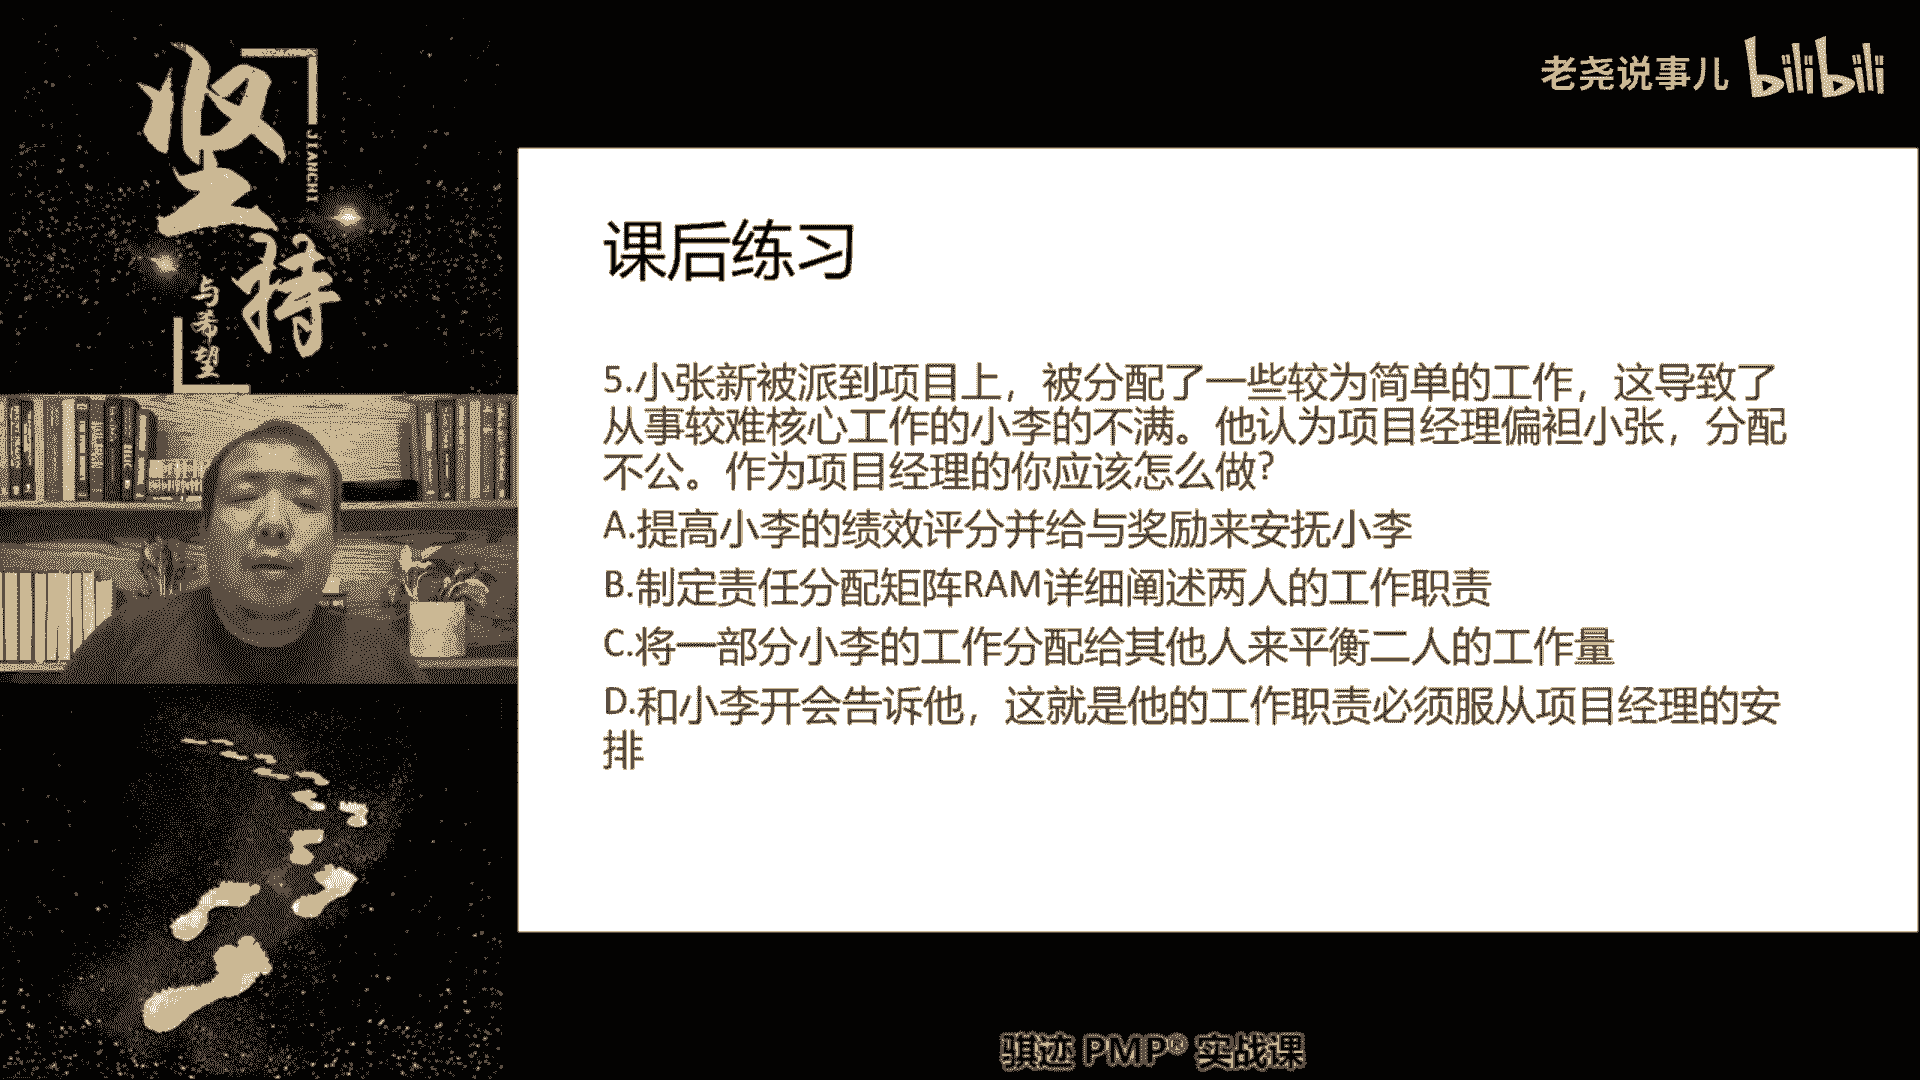 坚持
JIANCHI
与希望
老尧说事儿 bilibili
课后练习
5.小张新被派到项目上，被分配了一些较为简单的工作，这导致了
从事较难核心工作的小李的不满。他认为项目经理偏袒小张，分配
不公。作为项目经理的你应该怎么做?
A.提高小李的绩效评分并给与奖励来安抚小李
B.制定责任分配矩阵RAM详细阐述两人的工作职责
C.将一部分小李的工作分配给其他人来平衡二人的工作量
D.和小李开会告诉他，这就是他的工作职责必须服从项目经理的安
排
骐迹 PMP® 实战课